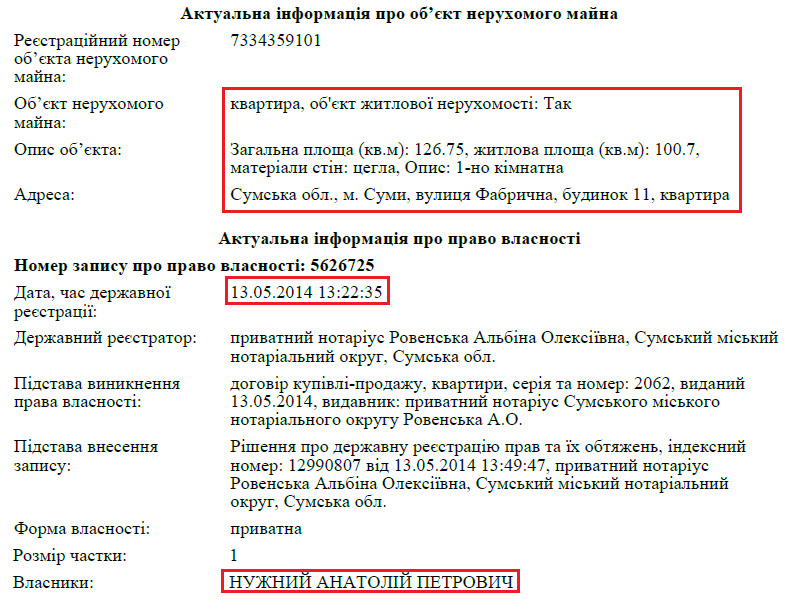 Актуальна інформація про об’єкт нерухомого майна
Реєстраційний номер 7334359101
об’єкта нерухомого
майна:
Об’єкт нерухомого квартира, об'єкт житлової нерухомості: Так
майна:
Опис об’єкта: Загальна площа (кв.м): 126.75, житлова площа (кв.м): 100.7,
матеріали стін: цегла, Опис: 1-но кімнатна
Адреса: Сумська обл., м. Суми, вулиця Фабрична, будинок 11, квартира
Актуальна інформація про право власності
Номер запису про право власності: 5626725
Дата, час державної 13.05.2014 13:22:35
реєстрації:
Державний реєстратор: приватний нотаріус Ровенська Альбіна Олексіївна, Сумський міський
нотаріальний округ, Сумська обл.
Підстава виникнення договір купівлі-продажу, квартири, серія та номер: 2062, виданий
права власності: 13.05.2014, видавник: приватний нотаріус Сумського міського
нотаріального округу Ровенська А.О.
Підстава внесення Рішення про державну реєстрацію прав та їх обтяжень, індексний
запису: номер: 12990807 від 13.05.2014 13:49:47, приватний нотаріус
Ровенська Альбіна Олексіївна, Сумський міський нотаріальний
округ, Сумська обл.
Форма власності: приватна
Розмір частки: 1
Власники: НУЖНИЙ АНАТОЛІЙ ПЕТРОВИЧ